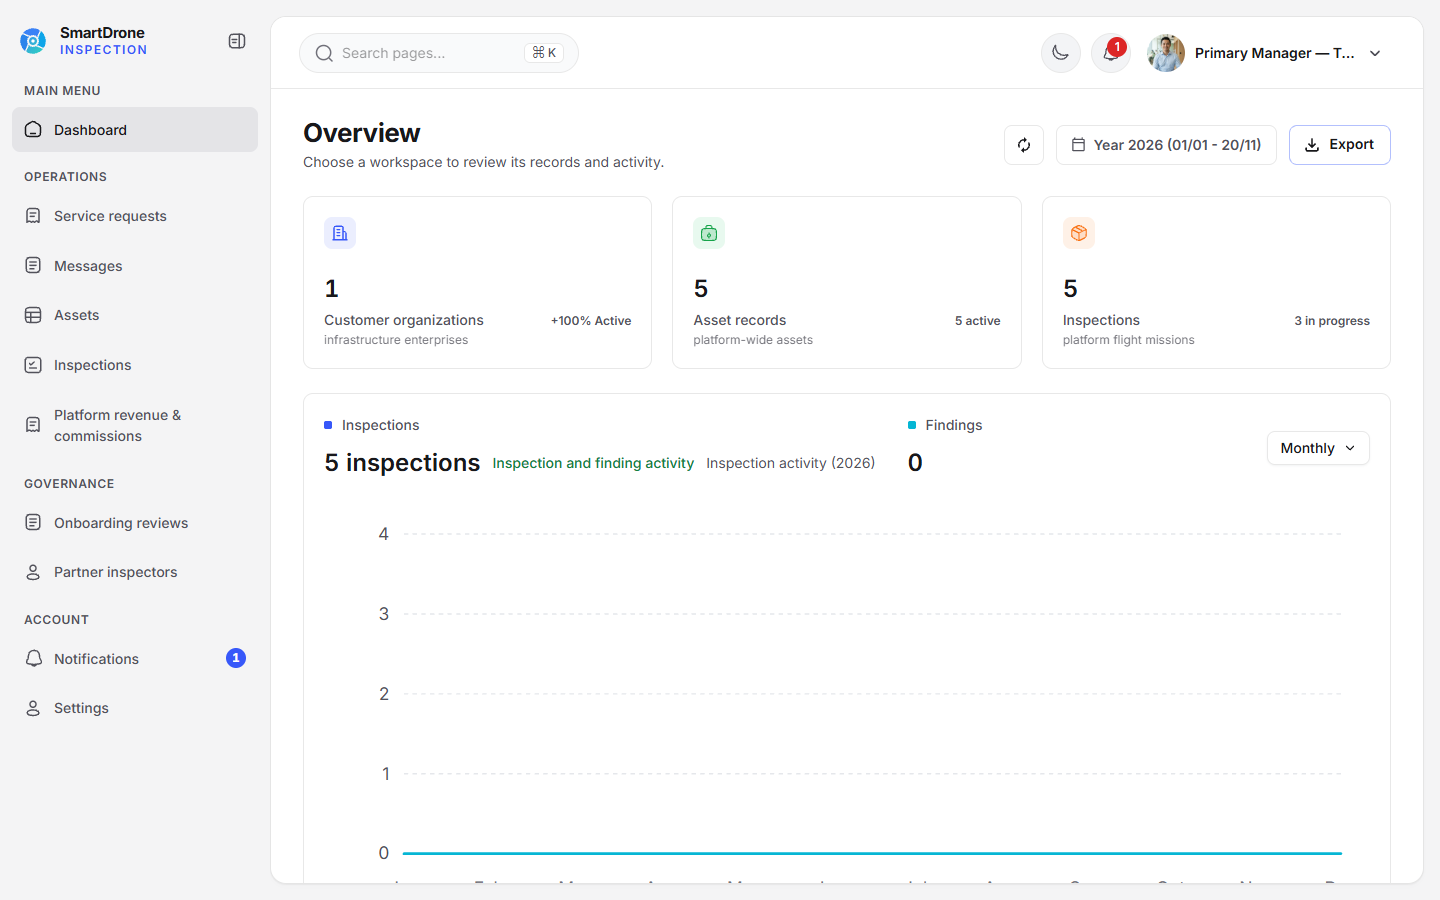 SmartDrone
INSPECTION
MAIN MENU
Dashboard
OPERATIONS
Service requests
Messages
Assets
Inspections
Platform revenue &
commissions
GOVERNANCE
Onboarding reviews
Partner inspectors
ACCOUNT
Notifications 1
Settings
Search pages... ⌘ K
1
Primary Manager — T...
Overview
Choose a workspace to review its records and activity.
Year 2026 (01/01 - 20/11)
Export
1
Customer organizations +100% Active
infrastructure enterprises
5
Asset records 5 active
platform-wide assets
5
Inspections 3 in progress
platform flight missions
Inspections
5 inspections Inspection and finding activity Inspection activity (2026)
Findings
0
Monthly
4
3
2
1
0